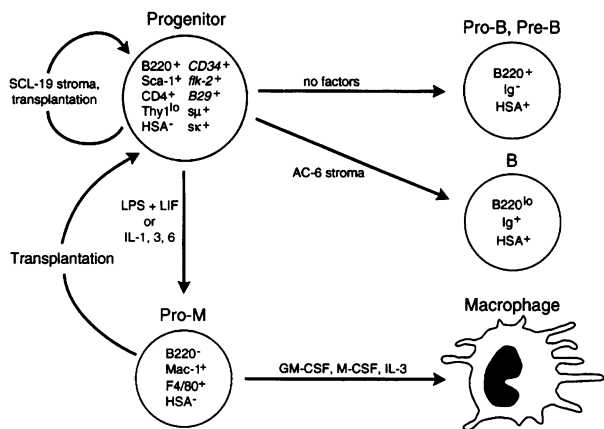 Progenitor
B220+ CD34+
Sca-1+ flk-2+
CD4+ B29+
Thy1lo sμ+
HSA- sκ+
SCL-19 stroma,
transplantation
no factors
Pro-B, Pre-B
B220+
Ig-
HSA+
AC-6 stroma
B
B220lo
Ig+
HSA+
LPS + LIF
or
IL-1, 3, 6
Transplantation
Pro-M
B220-
Mac-1+
F4/80+
HSA-
GM-CSF, M-CSF, IL-3
Macrophage